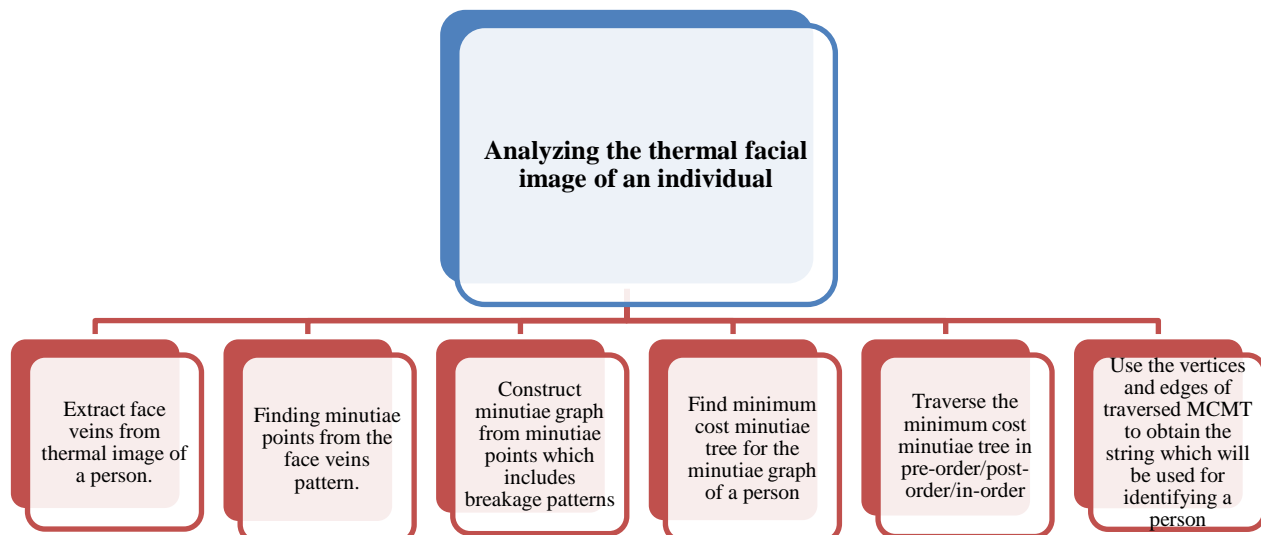 Analyzing the thermal facial
image of an individual
Extract face
veins from
thermal image of
a person.
Finding minutiae
points from the
face veins
pattern.
Construct
minutiae graph
from minutiae
points which
includes
breakage patterns
Find minimum
cost minutiae
tree for the
minutiae graph
of a person
Traverse the
minimum cost
minutiae tree in
pre-order/post-
order/in-order
Use the vertices
and edges of
traversed MCMT
to obtain the
string which will
be used for
identifying a
person